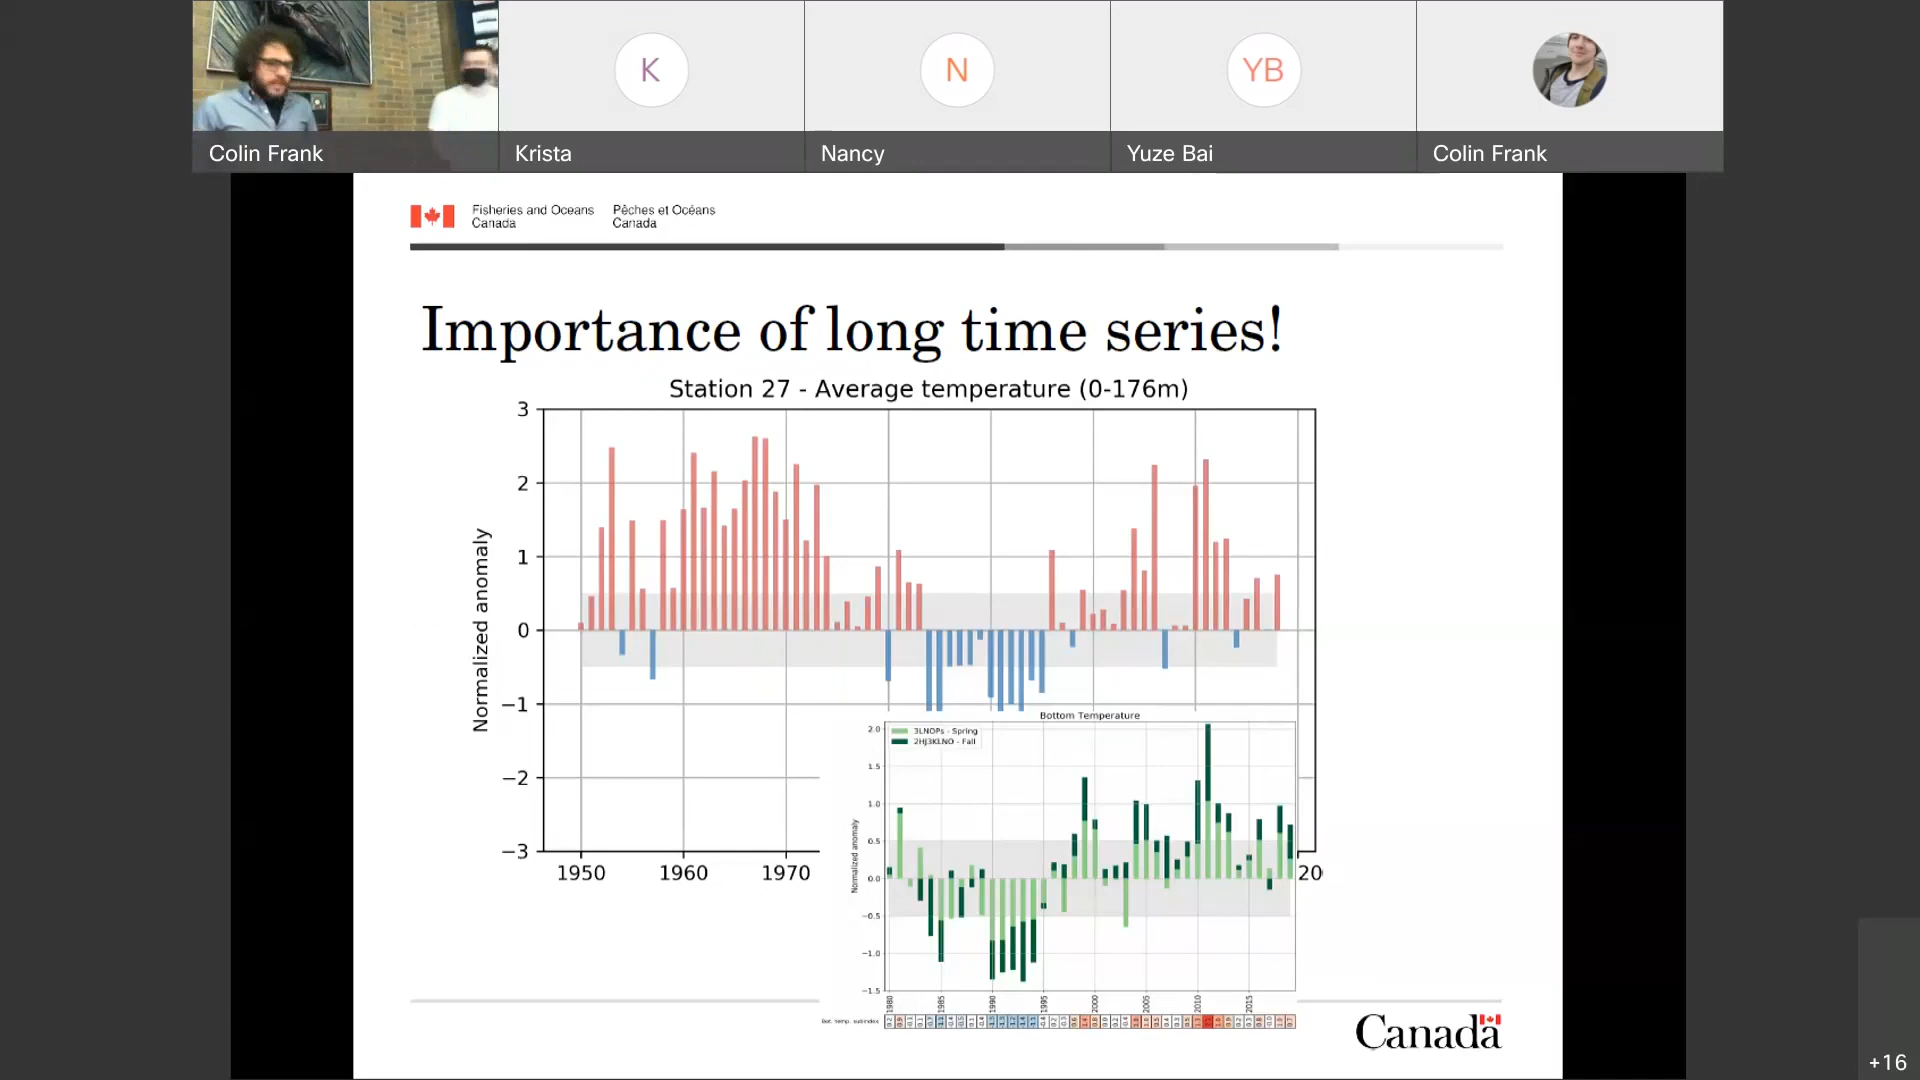 K
N
YB
Colin Frank
Krista
Nancy
Yuze Bai
Colin Frank
Fisheries and Oceans
Canada
Pêches et Océans
Canada
Importance of long time series!
Station 27 - Average temperature (0-176m)
3
2
1
0
−1
−2
−3
Normalized anomaly
1950
1960
1970
20
Bottom Temperature
3LNOPs - Spring
2HJ3KLNO - Fall
2.0
1.5
1.0
0.5
0.0
−0.5
−1.0
−1.5
Normalized anomaly
1980
1985
1990
1995
2000
2005
2010
2015
Bot. temp. subindex
Canada
+16